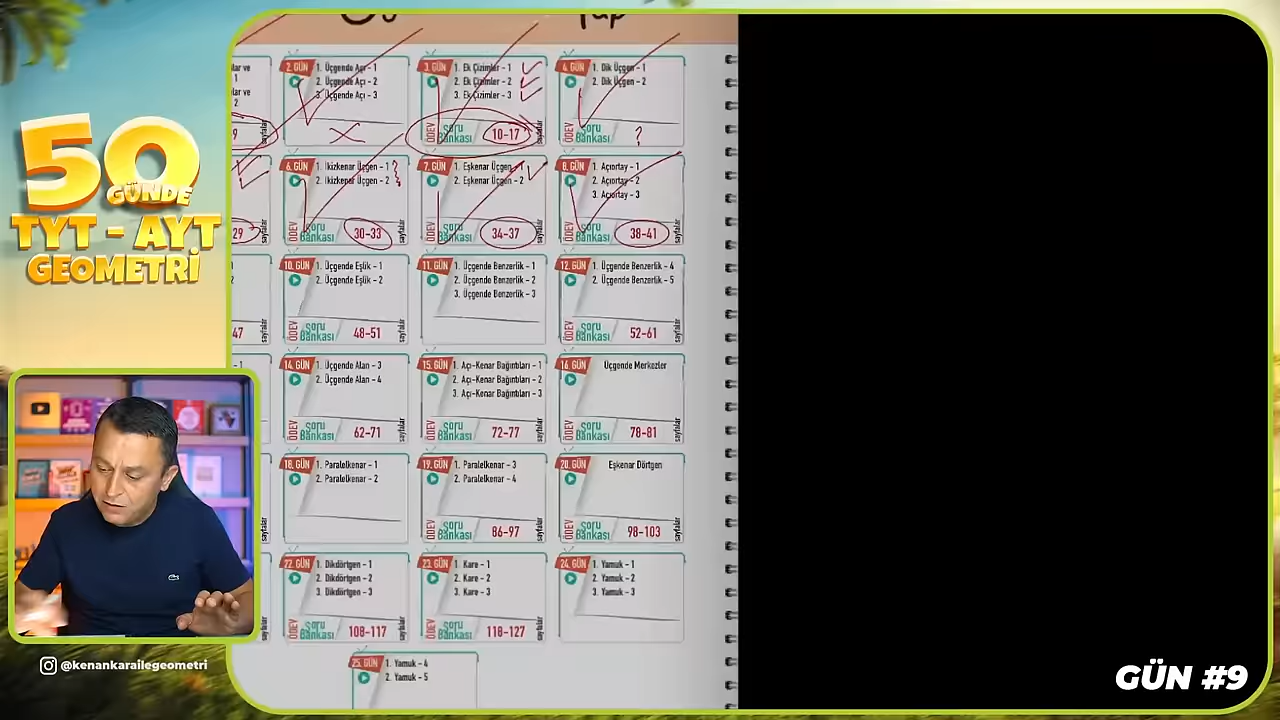 50
GÜNDE
TYT - AYT
GEOMETRİ
2. GÜN
1. Üçgende Açı - 1
2. Üçgende Açı - 2
3. Üçgende Açı - 3
3. GÜN
1. Ek Çizimler - 1
2. Ek Çizimler - 2
3. Ek Çizimler - 3
ÖDEV
Soru
Bankası
10-17
sayfalar
4. GÜN
1. Dik Üçgen - 1
2. Dik Üçgen - 2
ÖDEV
Soru
Bankası
?
sayfalar
6. GÜN
İkizkenar Üçgen - 1
İkizkenar Üçgen - 2
ÖDEV
Soru
Bankası
30-33
sayfalar
7. GÜN
Eşkenar Üçgen - 1
Eşkenar Üçgen - 2
ÖDEV
Soru
Bankası
34-37
sayfalar
8. GÜN
1. Açıortay - 1
2. Açıortay - 2
3. Açıortay - 3
ÖDEV
Soru
Bankası
38-41
sayfalar
10. GÜN
1. Üçgende Eşlik - 1
2. Üçgende Eşlik - 2
ÖDEV
Soru
Bankası
48-51
sayfalar
11. GÜN
1. Üçgende Benzerlik - 1
2. Üçgende Benzerlik - 2
3. Üçgende Benzerlik - 3
12. GÜN
1. Üçgende Benzerlik - 4
2. Üçgende Benzerlik - 5
ÖDEV
Soru
Bankası
52-61
sayfalar
14. GÜN
Üçgende Alan - 3
Üçgende Alan - 4
ÖDEV
Soru
Bankası
62-71
sayfalar
15. GÜN
1. Açı-Kenar Bağıntıları - 1
2. Açı-Kenar Bağıntıları - 2
3. Açı-Kenar Bağıntıları - 3
ÖDEV
Soru
Bankası
72-77
sayfalar
16. GÜN
Üçgende Merkezler
ÖDEV
Soru
Bankası
78-81
sayfalar
18. GÜN
1. Paralelkenar - 1
2. Paralelkenar - 2
19. GÜN
1. Paralelkenar - 3
2. Paralelkenar - 4
ÖDEV
Soru
Bankası
86-97
sayfalar
20. GÜN
Eşkenar Dörtgen
ÖDEV
Soru
Bankası
98-103
sayfalar
22. GÜN
1. Dikdörtgen - 1
2. Dikdörtgen - 2
3. Dikdörtgen - 3
ÖDEV
Soru
Bankası
108-117
sayfalar
23. GÜN
1. Kare - 1
2. Kare - 2
3. Kare - 3
ÖDEV
Soru
Bankası
118-127
sayfalar
24. GÜN
1. Yamuk - 1
2. Yamuk - 2
3. Yamuk - 3
25. GÜN
1. Yamuk - 4
2. Yamuk - 5
@kenankarailegeometri
GÜN #9